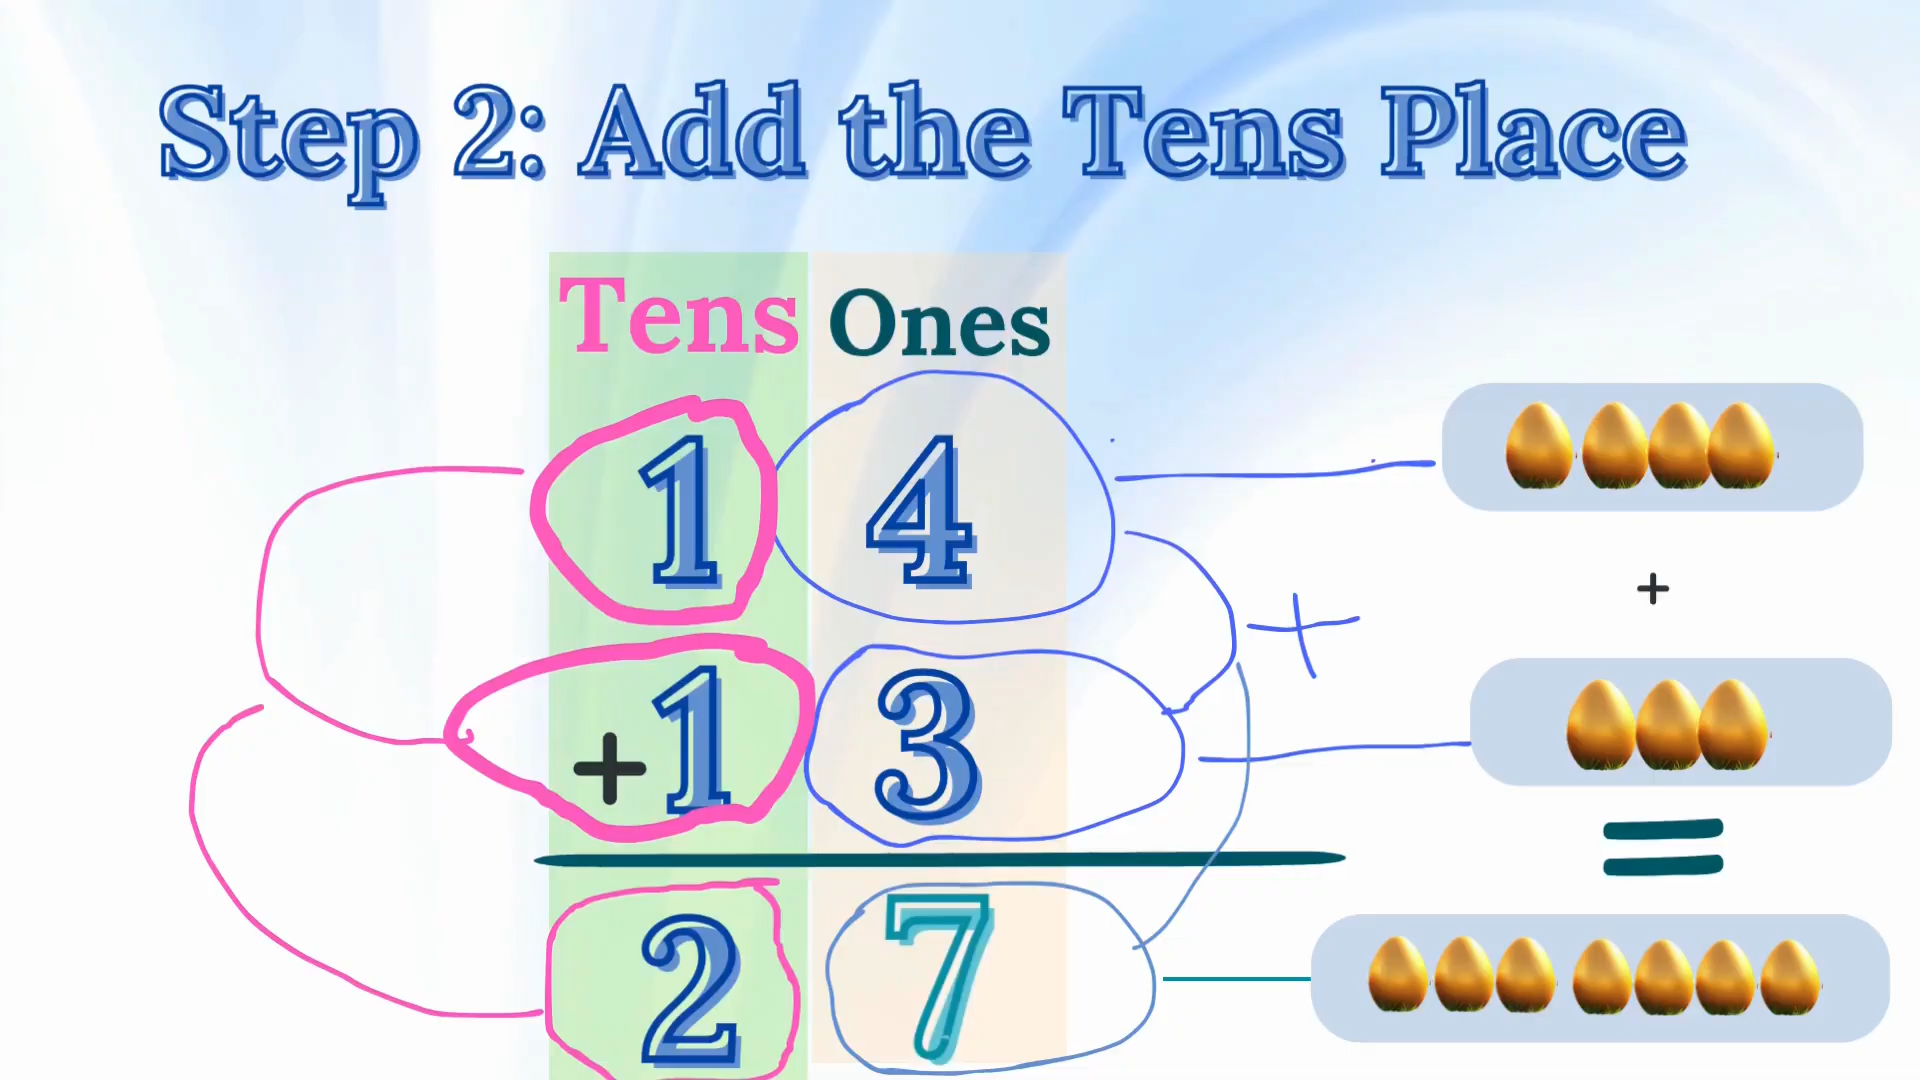 Step 2: Add the Tens Place
Tens Ones
1 4
+
+1 3
=
2 7